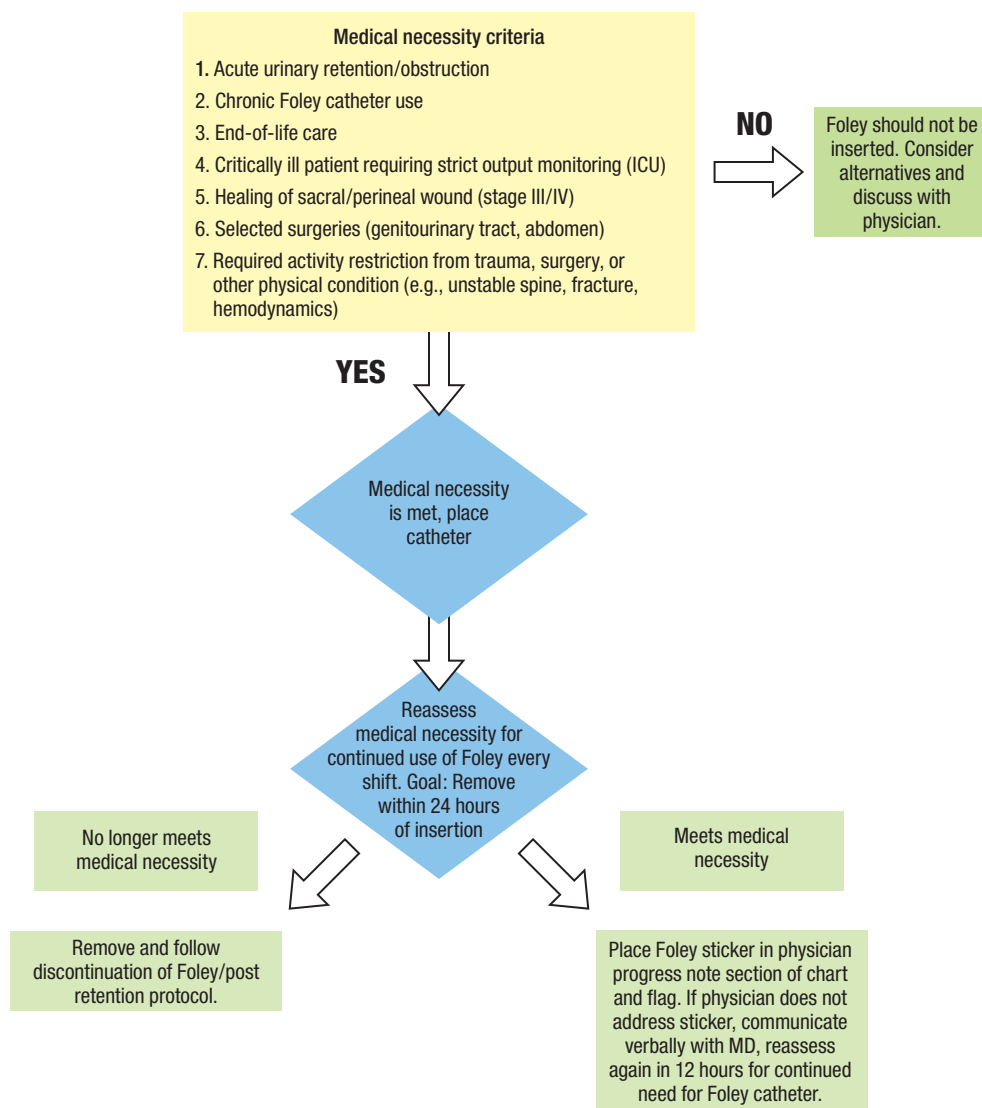 Medical necessity criteria
1. Acute urinary retention/obstruction
2. Chronic Foley catheter use
3. End-of-life care
4. Critically ill patient requiring strict output monitoring (ICU)
5. Healing of sacral/perineal wound (stage III/IV)
6. Selected surgeries (genitourinary tract, abdomen)
7. Required activity restriction from trauma, surgery, or
other physical condition (e.g., unstable spine, fracture,
hemodynamics)
NO
Foley should not be
inserted. Consider
alternatives and
discuss with
physician.
YES
Medical necessity
is met, place
catheter
Reassess
medical necessity for
continued use of Foley every
shift. Goal: Remove
within 24 hours
of insertion
No longer meets
medical necessity
Meets medical
necessity
Remove and follow
discontinuation of Foley/post
retention protocol.
Place Foley sticker in physician
progress note section of chart
and flag. If physician does not
address sticker, communicate
verbally with MD, reassess
again in 12 hours for continued
need for Foley catheter.